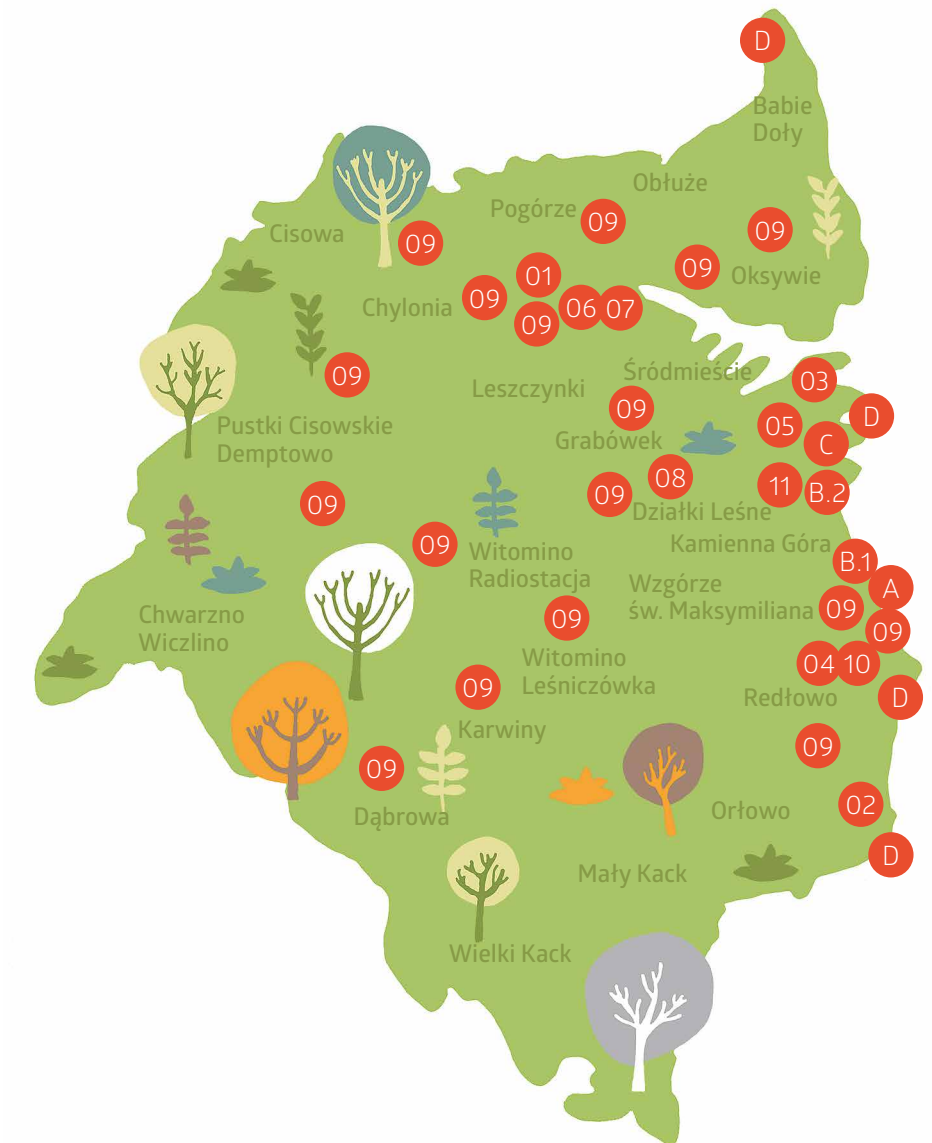 D
Babie
Doły
Obłuże
Pogórze
09
09
Cisowa
09
09
Oksywie
01
Chylonia
09
06
07
09
Śródmieście
03
09
Leszczynki
09
D
05
Pustki Cisowskie
Demptowo
Grabówek
C
08
11
B.2
09
09
Działki Leśne
09
Kamienna Góra
Witomino
Radiostacja
B.1
Wzgórze
św. Maksymiliana
A
09
Chwarzno
Wiczlino
09
09
Witomino
Leśniczówka
04
10
09
Redłowo
D
Karwiny
09
09
Dąbrowa
Orłowo
02
D
Mały Kack
Wielki Kack